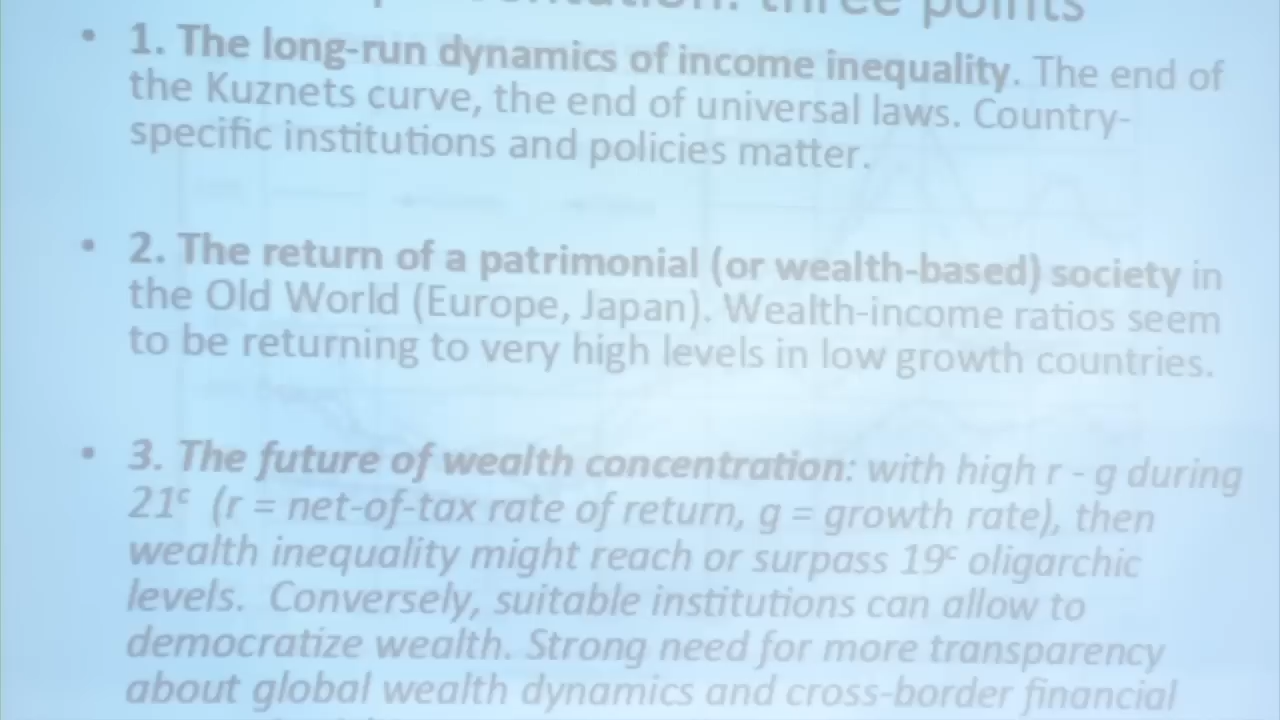 three points
• 1. The long-run dynamics of income inequality. The end of
the Kuznets curve, the end of universal laws. Country-
specific institutions and policies matter.
• 2. The return of a patrimonial (or wealth-based) society in
the Old World (Europe, Japan). Wealth-income ratios seem
to be returning to very high levels in low growth countries.
• 3. The future of wealth concentration: with high r - g during
21ᶜ (r = net-of-tax rate of return, g = growth rate), then
wealth inequality might reach or surpass 19ᶜ oligarchic
levels. Conversely, suitable institutions can allow to
democratize wealth. Strong need for more transparency
about global wealth dynamics and cross-border financial